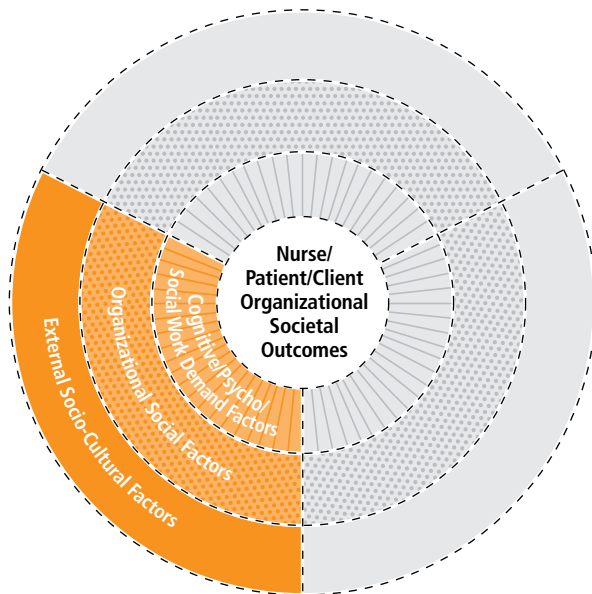 Nurse/
Patient/Client
Organizational
Societal
Outcomes
Cognitive/Psycho/
Social Work Demand Factors
Organizational Social Factors
External Socio-Cultural Factors